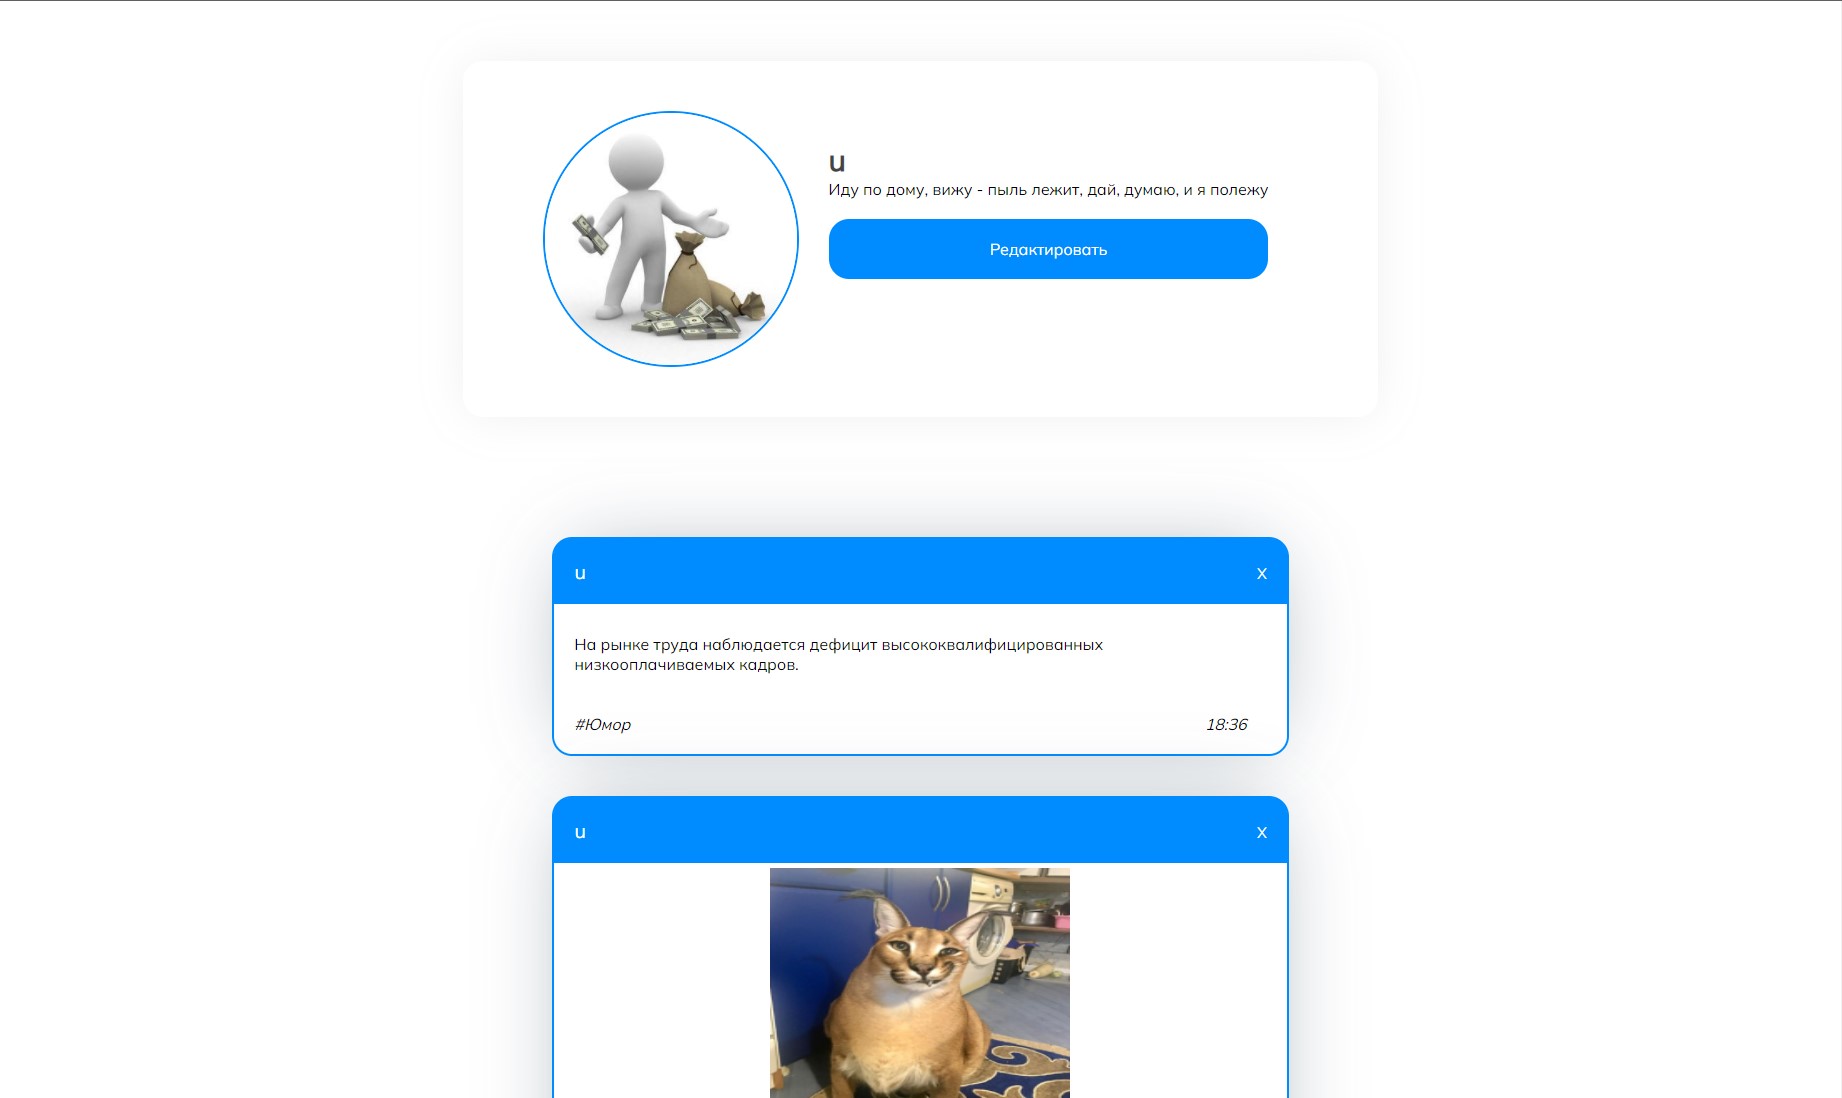 u
Иду по дому, вижу - пыль лежит, дай, думаю, и я полежу
Редактировать
u x
На рынке труда наблюдается дефицит высококвалифицированных
низкооплачиваемых кадров.
#Юмор 18:36
u x